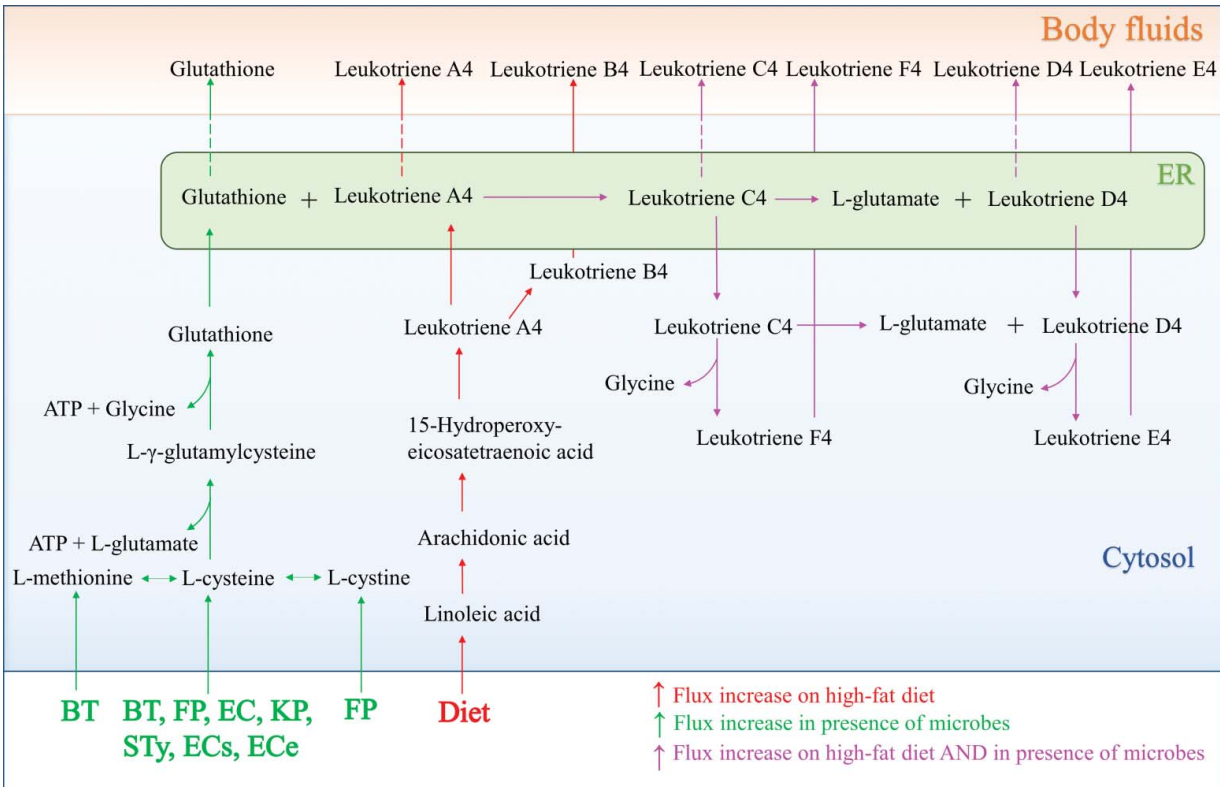 Body fluids
Glutathione Leukotriene A4 Leukotriene B4 Leukotriene C4 Leukotriene F4 Leukotriene D4 Leukotriene E4
ER
Glutathione + Leukotriene A4 Leukotriene C4 L-glutamate + Leukotriene D4
Leukotriene B4
Glutathione Leukotriene A4 Leukotriene C4 L-glutamate + Leukotriene D4
Glycine Glycine
ATP + Glycine
15-Hydroperoxy-
eicosatetraenoic acid
Leukotriene F4 Leukotriene E4
L-γ-glutamylcysteine
ATP + L-glutamate
Arachidonic acid
Cytosol
L-methionine L-cysteine L-cystine
Linoleic acid
BT BT, FP, EC, KP, FP Diet
STy, ECs, ECe
Flux increase on high-fat diet
Flux increase in presence of microbes
Flux increase on high-fat diet AND in presence of microbes